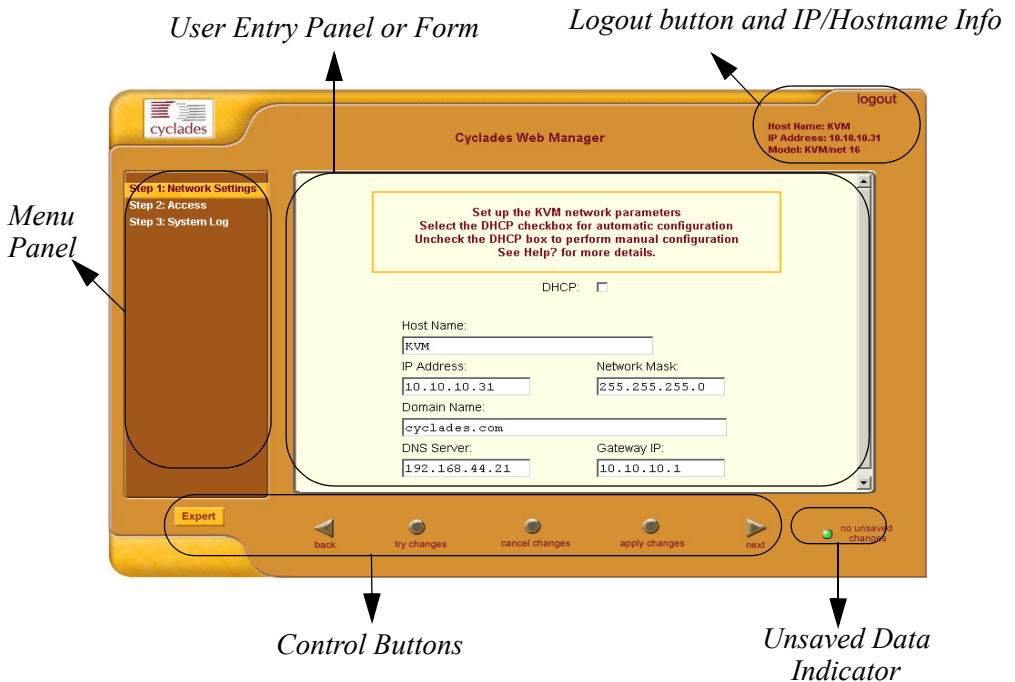 User Entry Panel or Form
Logout button and IP/Hostname Info
cyclades
Cyclades Web Manager
logout
Host Name: KVM
IP Address: 10.10.10.31
Model: KVM/net 16
Menu
Panel
Step 1: Network Settings
Step 2: Access
Step 3: System Log
Set up the KVM network parameters
Select the DHCP checkbox for automatic configuration
Uncheck the DHCP box to perform manual configuration
See Help? for more details.
DHCP:
Host Name:
KVM
IP Address: Network Mask:
10.10.10.31 255.255.255.0
Domain Name:
cyclades.com
DNS Server: Gateway IP:
192.168.44.21 10.10.10.1
Expert
back try changes cancel changes apply changes next
no unsaved
changes
Control Buttons
Unsaved Data
Indicator